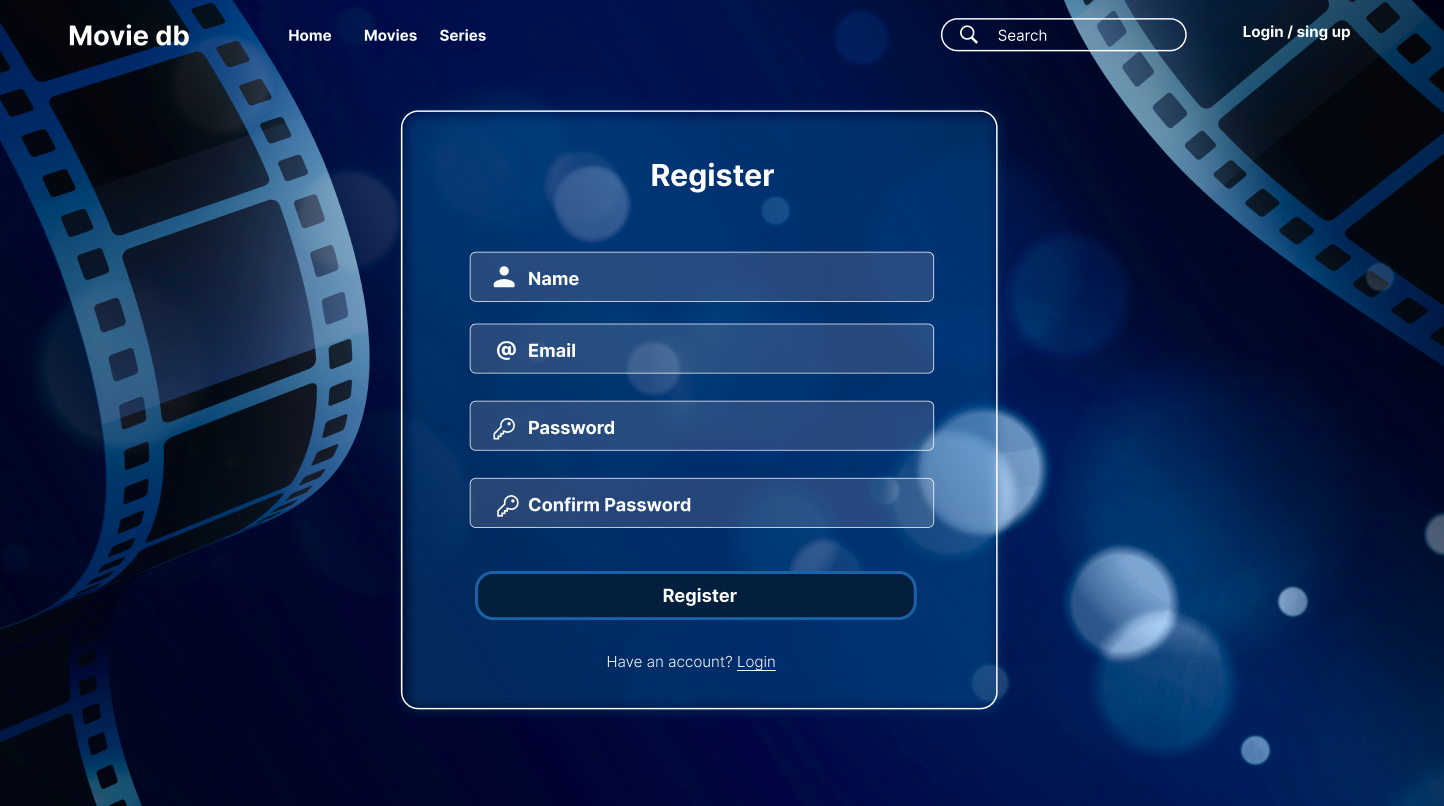 Movie db
Home
Movies
Series
Search
Login / sing up
Register
Name
@ Email
Password
Confirm Password
Register
Have an account? Login